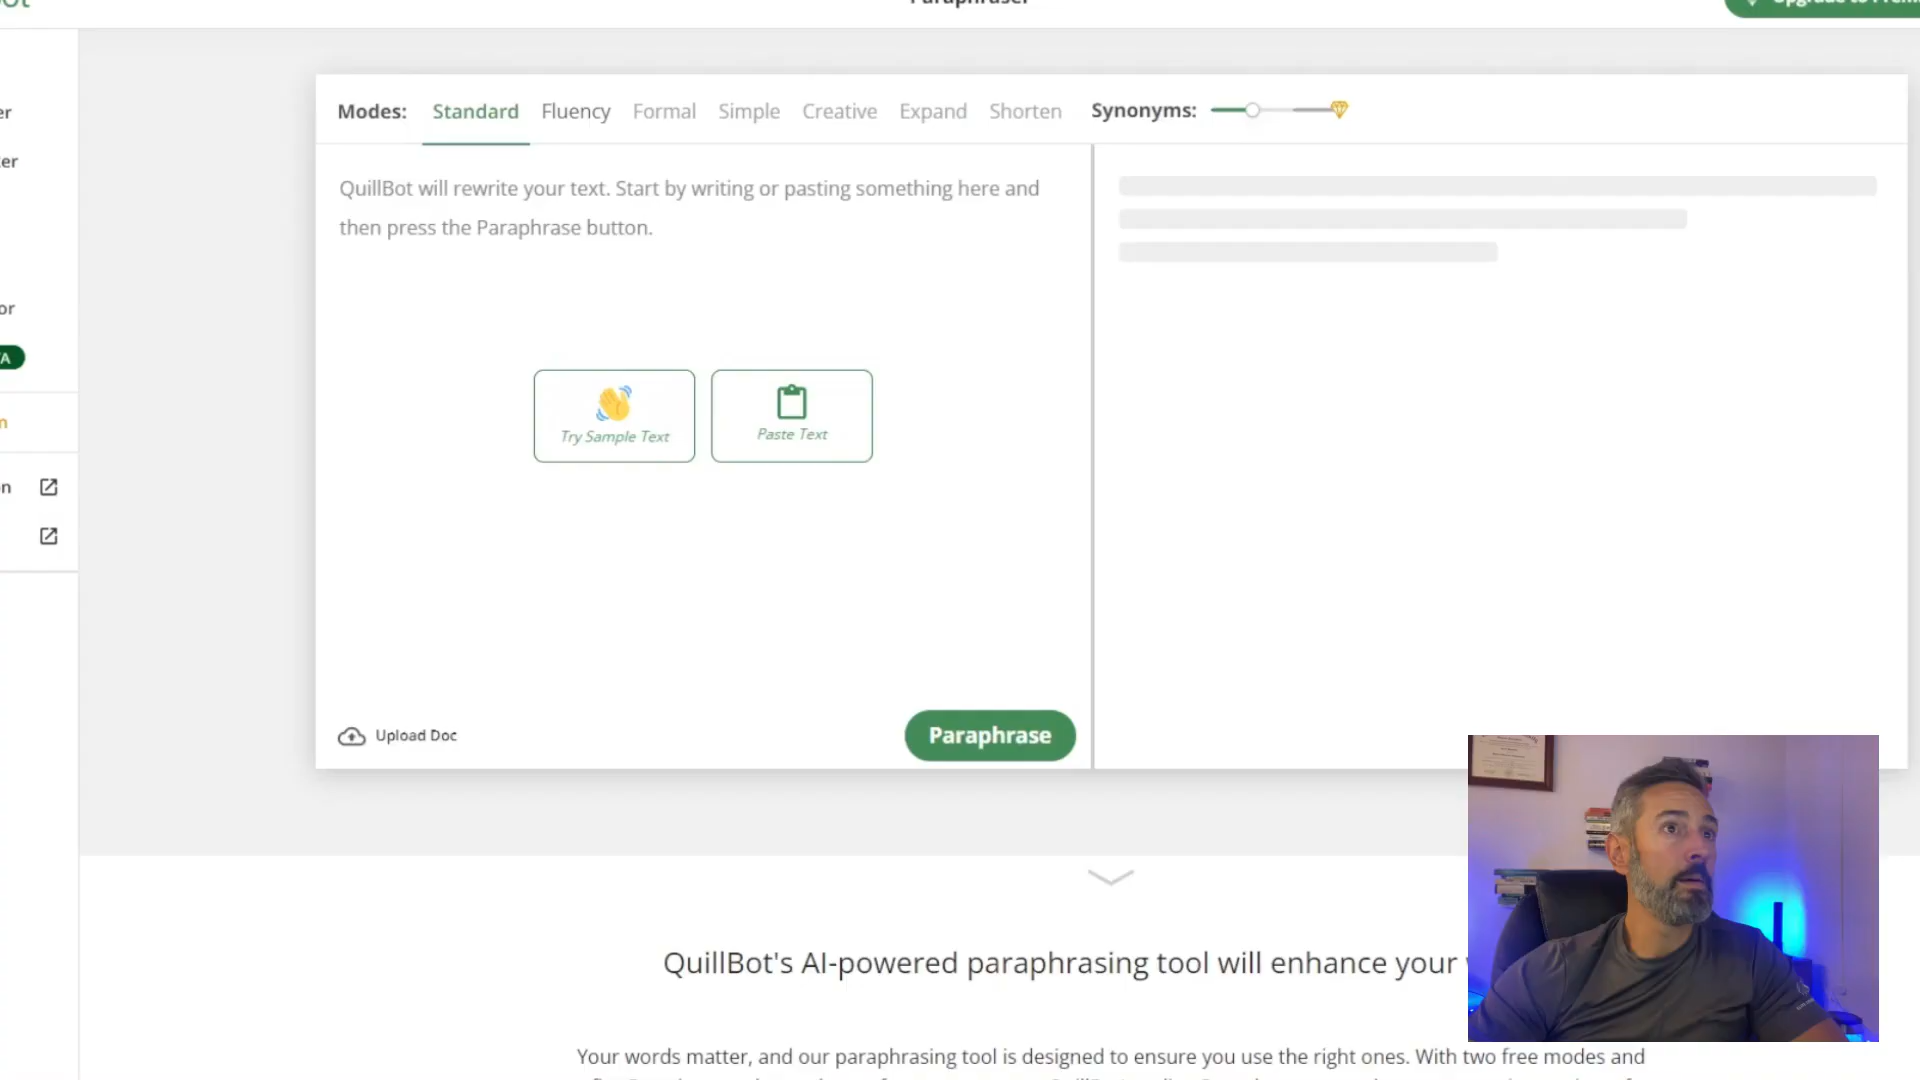 Paraphraser
Modes: Standard Fluency Formal Simple Creative Expand Shorten Synonyms:
QuillBot will rewrite your text. Start by writing or pasting something here and
then press the Paraphrase button.
Try Sample Text
Paste Text
Upload Doc
Paraphrase
QuillBot's AI-powered paraphrasing tool will enhance your
Your words matter, and our paraphrasing tool is designed to ensure you use the right ones. With two free modes and